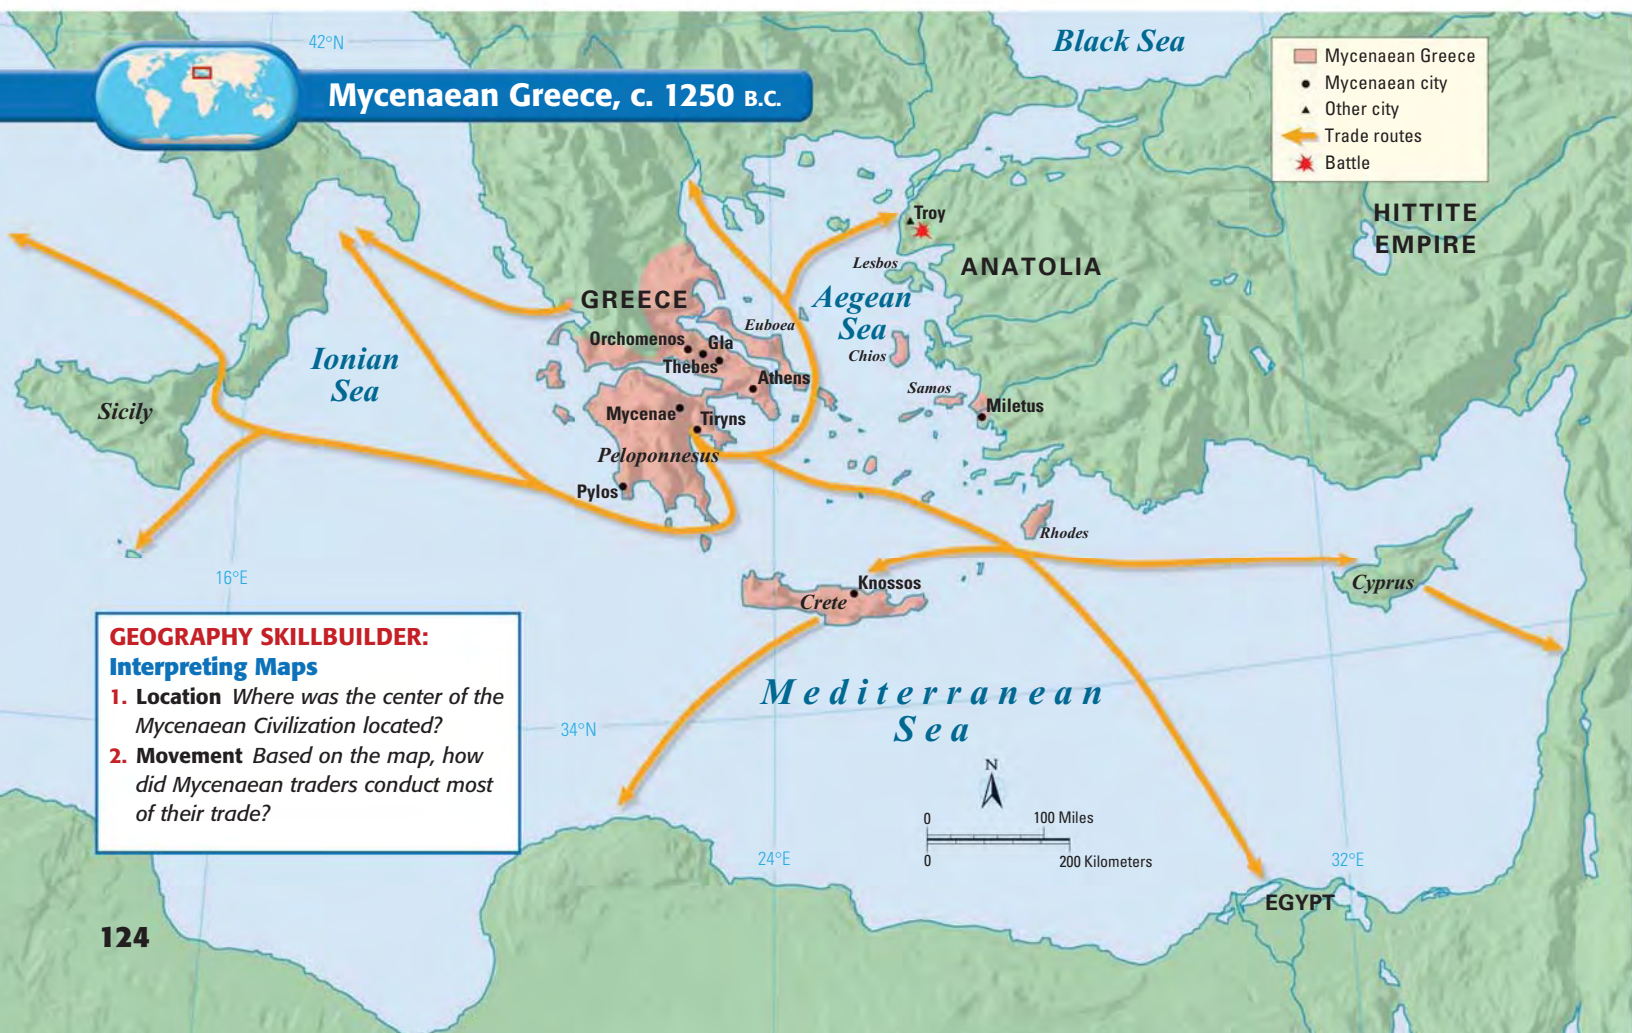 42°N
Black Sea
Mycenaean Greece, c. 1250 B.C.
Mycenaean Greece
Mycenaean city
Other city
Trade routes
Battle
HITTITE
EMPIRE
Troy
Lesbos
ANATOLIA
GREECE
Aegean
Sea
Euboea
Orchomenos
Gla
Thebes
Chios
Ionian
Sea
Athens
Samos
Sicily
Mycenae
Tiryns
Miletus
Peloponnesus
Pylos
Rhodes
16°E
Knossos
Crete
Cyprus
GEOGRAPHY SKILLBUILDER:
Interpreting Maps
1. Location Where was the center of the
Mycenaean Civilization located?
2. Movement Based on the map, how
did Mycenaean traders conduct most
of their trade?
Mediterranean
Sea
34°N
N
0 100 Miles
0 200 Kilometers
24°E
32°E
EGYPT
124